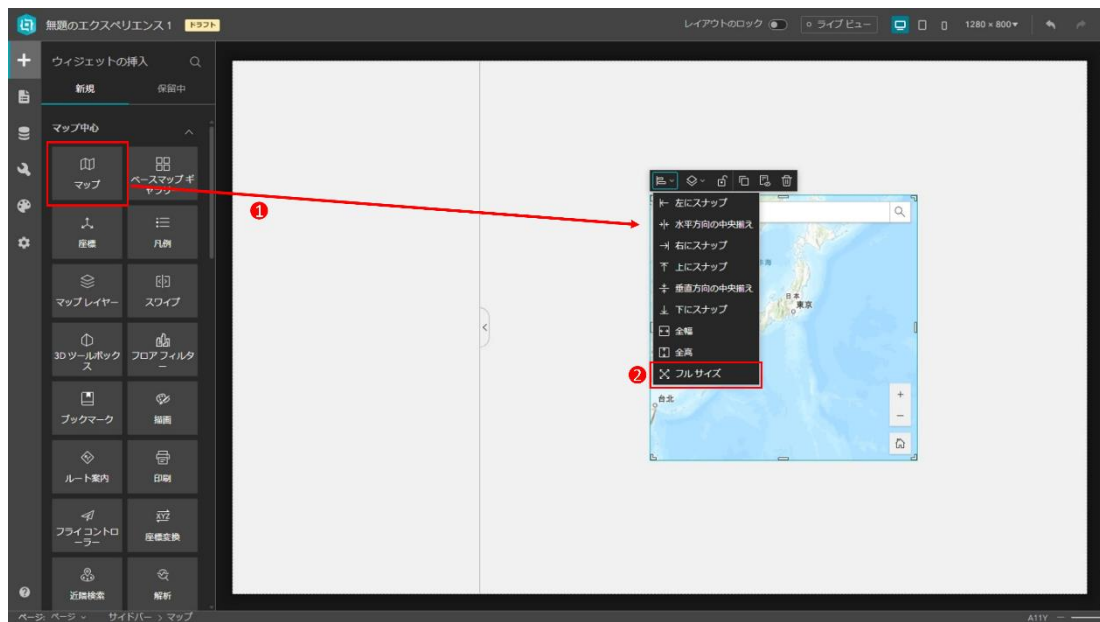 無題のエクスペリエンス 1 ドラフト
レイアウトのロック
ライブ ビュー
1280 × 800
ウィジェットの挿入
新規 保留中
マップ中心
マップ
ベースマップ ギャラリー
座標
凡例
マップ レイヤー
スワイプ
3D ツールボックス
フロア フィルター
ブックマーク
描画
ルート案内
印刷
フライ コントローラー
座標変換
近隣検索
解析
1
左にスナップ
水平方向の中央揃え
右にスナップ
上にスナップ
垂直方向の中央揃え
下にスナップ
全幅
全高
2 フル サイズ
日本
東京
台北
ページ: ページ サイドバー > マップ
A11Y